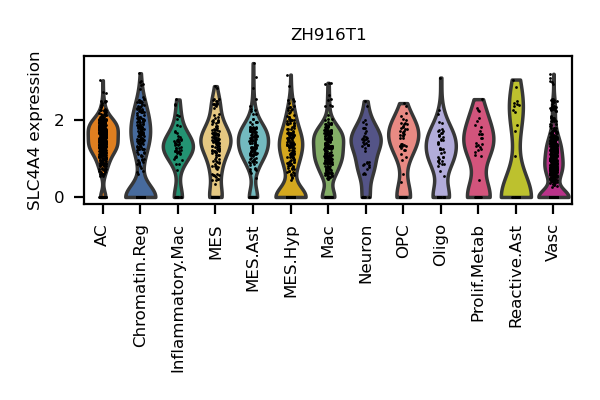 ZH916T1
SLC4A4 expression
2
0
AC
Chromatin.Reg
Inflammatory.Mac
MES
MES.Ast
MES.Hyp
Mac
Neuron
OPC
Oligo
Prolif.Metab
Reactive.Ast
Vasc